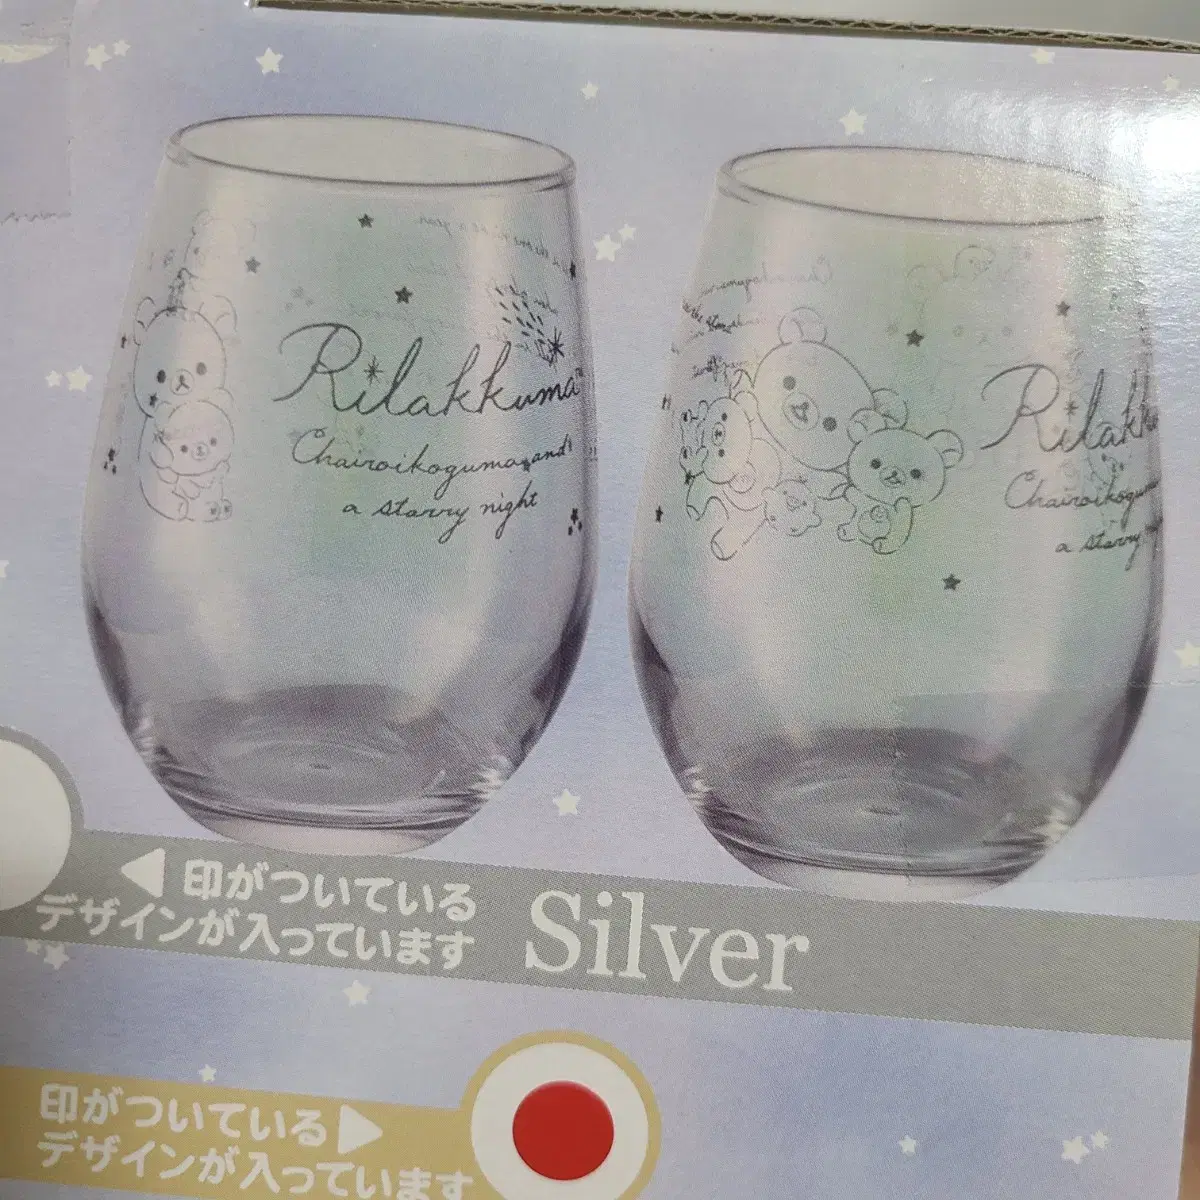 Rilakkuma™
Chairoikoguma and
a starry night
Rilakk
Chairoikoguma
a starry
印がついている
デザインが入っています
Silver
印がついている
デザインが入っています